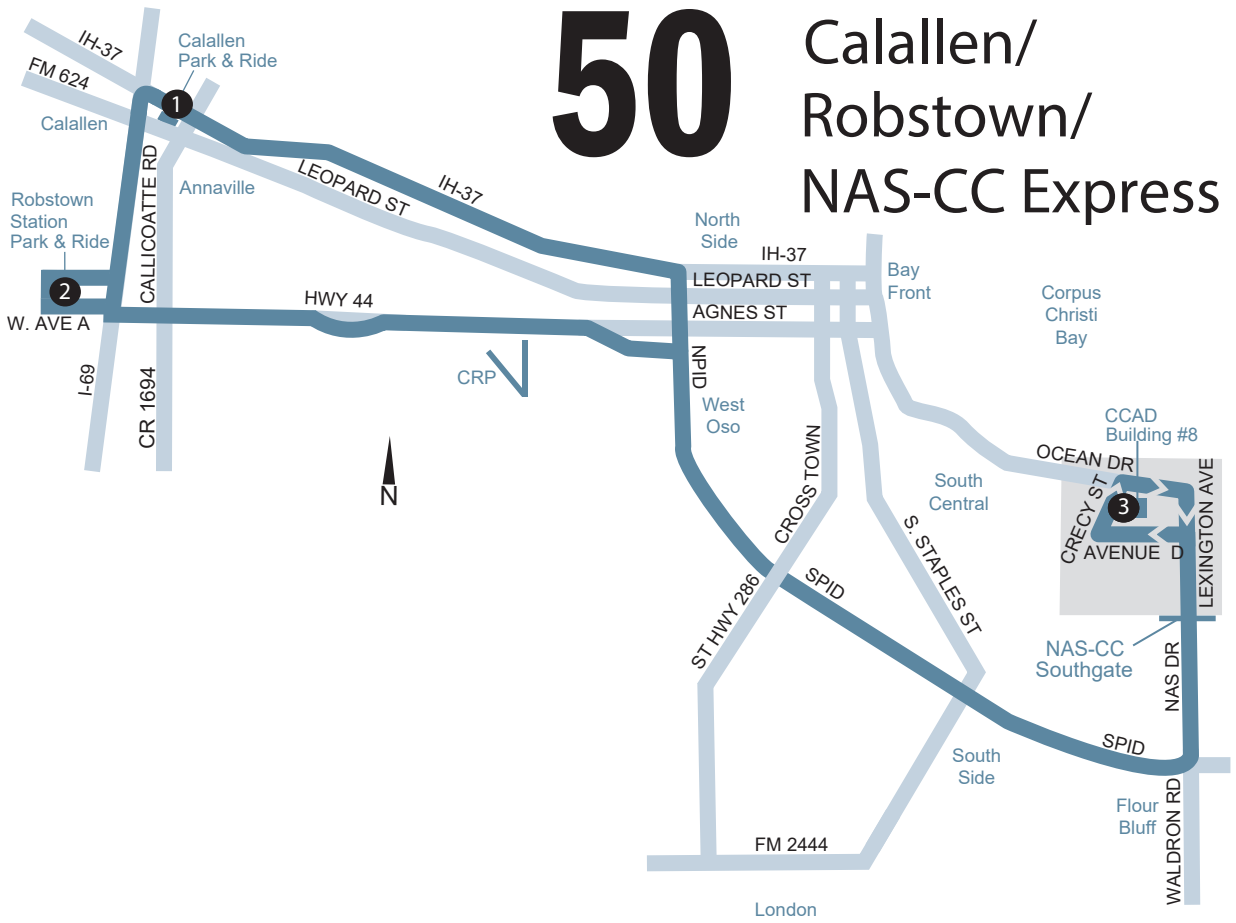 50
Calallen/
Robstown/
NAS-CC Express
IH-37
FM 624
Calallen
Park & Ride
1
Calallen
CALLICOATTE RD
Annaville
LEOPARD ST
IH-37
Robstown
Station
Park & Ride
2
W. AVE A
HWY 44
I-69
CR 1694
CRP
N
North
Side
IH-37
LEOPARD ST
AGNES ST
Bay
Front
Corpus
Christi
Bay
NPID
West
Oso
CROSS TOWN
ST HWY 286
South
Central
S. STAPLES ST
SPID
OCEAN DR
CCAD
Building #8
3
CRECY ST
AVENUE D
LEXINGTON AVE
NAS-CC
Southgate
NAS DR
SPID
South
Side
Flour
Bluff
WALDRON RD
FM 2444
London